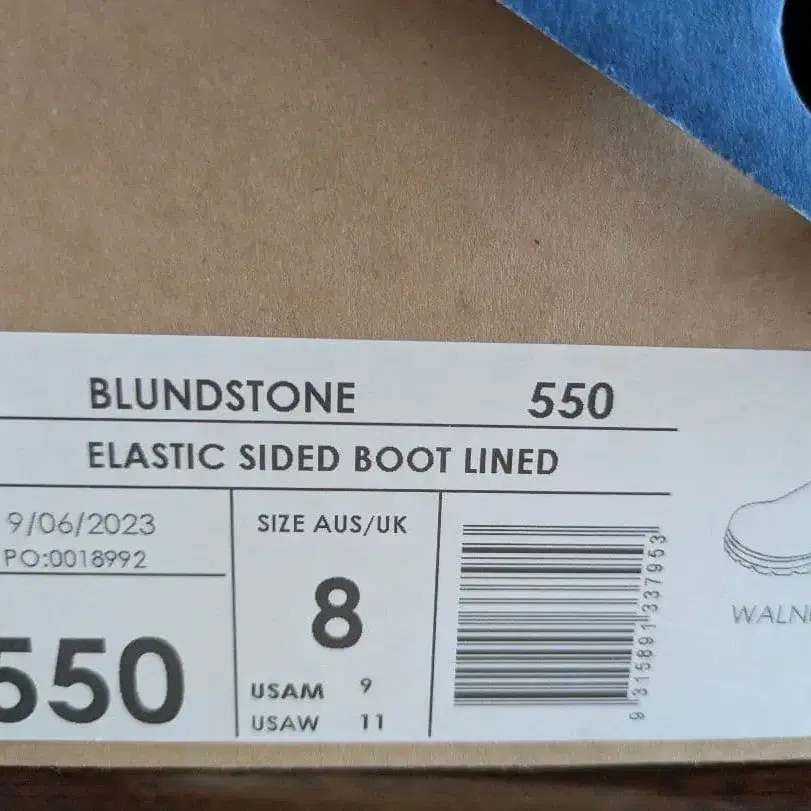 BLUNDSTONE 550
ELASTIC SIDED BOOT LINED
9/06/2023
PO:0018992
550
SIZE AUS/UK
8
USAM 9
USAW 11
9 315891 337953